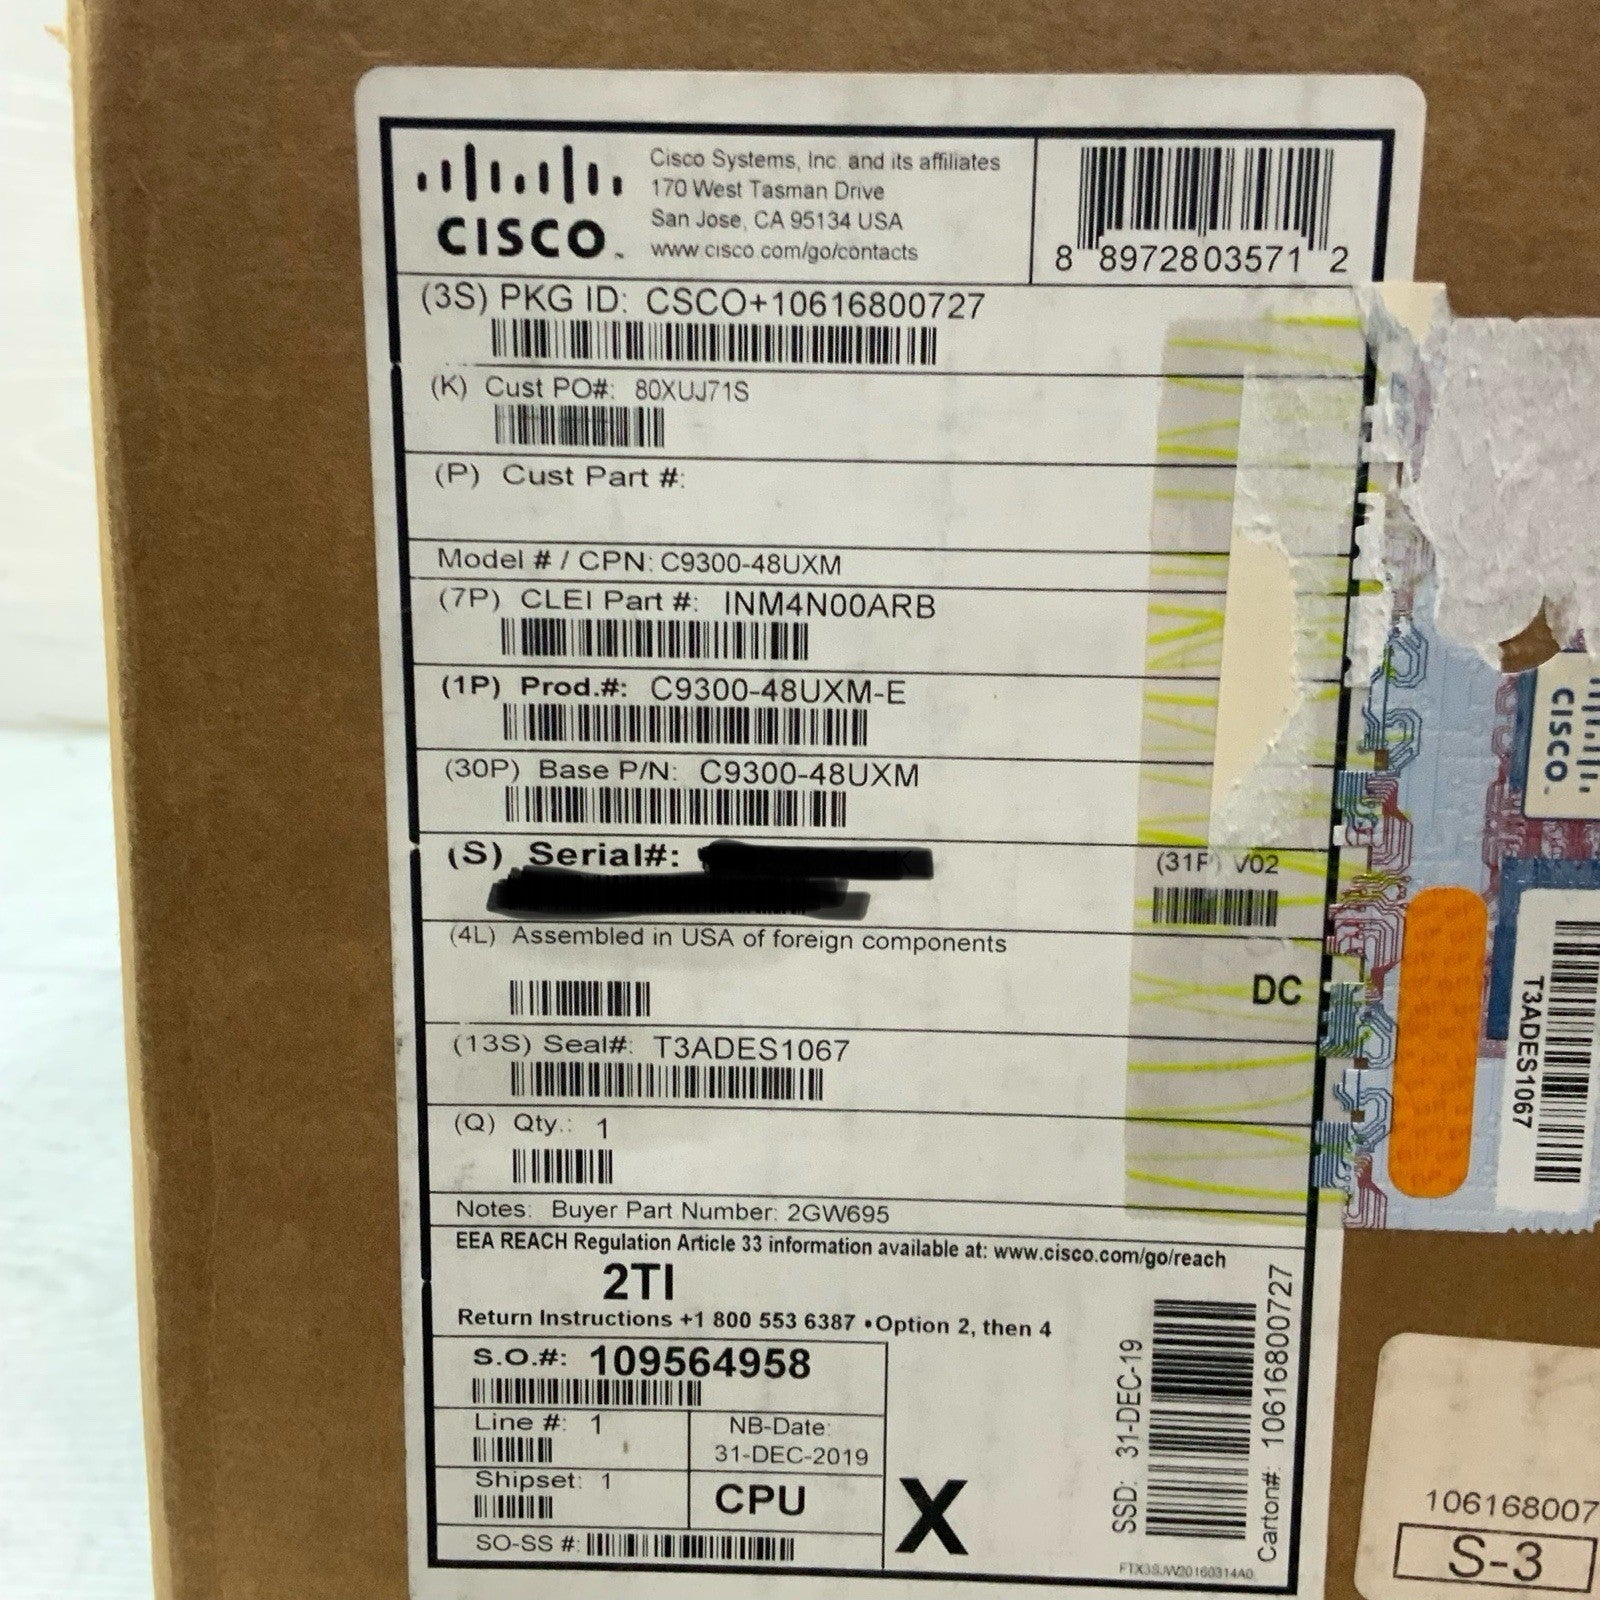 CISCO
Cisco Systems, Inc. and its affiliates
170 West Tasman Drive
San Jose, CA 95134 USA
www.cisco.com/go/contacts
8 8972803571 2
(3S) PKG ID: CSCO+10616800727
(K) Cust PO#: 80XUJ71S
(P) Cust Part #:
Model # / CPN: C9300-48UXM
(7P) CLEI Part #: INM4N00ARB
(1P) Prod.#: C9300-48UXM-E
(30P) Base P/N: C9300-48UXM
(S) Serial#:
(31P) V02
(4L) Assembled in USA of foreign components
DC
(13S) Seal#: T3ADES1067
(Q) Qty.: 1
Notes: Buyer Part Number: 2GW695
EEA REACH Regulation Article 33 information available at: www.cisco.com/go/reach
2TI
Return Instructions +1 800 553 6387 • Option 2, then 4
S.O.#: 109564958
Line #: 1
NB-Date:
31-DEC-2019
Shipset: 1
CPU
SO-SS #:
X
SSD: 31-DEC-19
Carton#: 10616800727
FTX3SJW20160314A0
CISCO
T3ADES1067
106168007
S-3